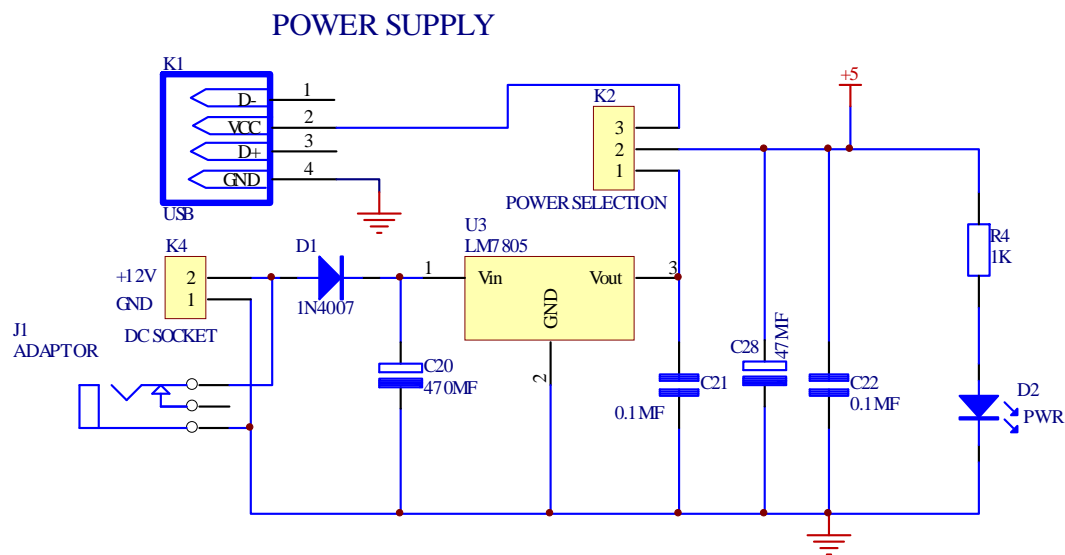 POWER SUPPLY
K1
D- 1
VCC 2
D+ 3
GND 4
USB
K2
3
2
1
POWER SELECTION
+5
K4
+12V 2
GND 1
DC SOCKET
J1
ADAPTOR
D1
1N4007
C20
470MF
U3
LM7805
1 Vin Vout 3
GND
2
C21
0.1MF
C28
47MF
C22
0.1MF
R4
1K
D2
PWR